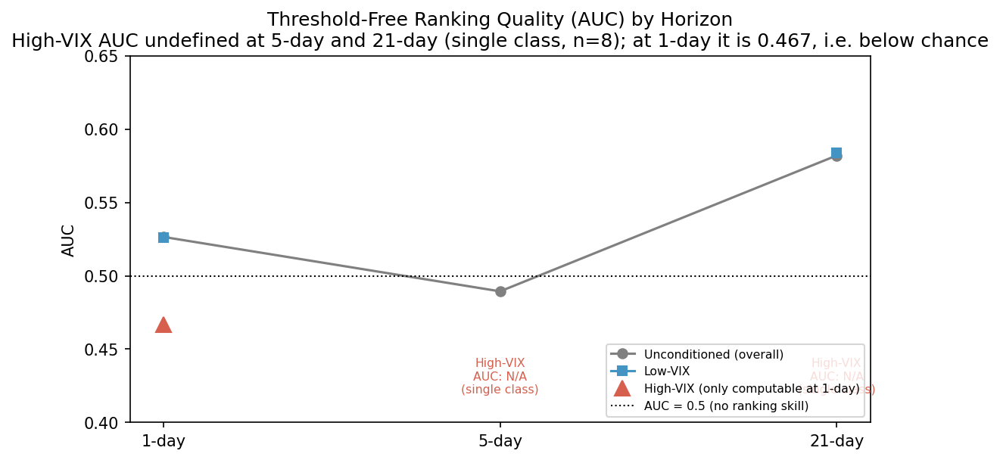 Threshold-Free Ranking Quality (AUC) by Horizon
High-VIX AUC undefined at 5-day and 21-day (single class, n=8); at 1-day it is 0.467, i.e. below chance
0.65
0.60
0.55
0.50
0.45
0.40
AUC
High-VIX
AUC: N/A
(single class)
High-VIX
AUC: N/A
(single class)
Unconditioned (overall)
Low-VIX
High-VIX (only computable at 1-day)
AUC = 0.5 (no ranking skill)
1-day
5-day
21-day